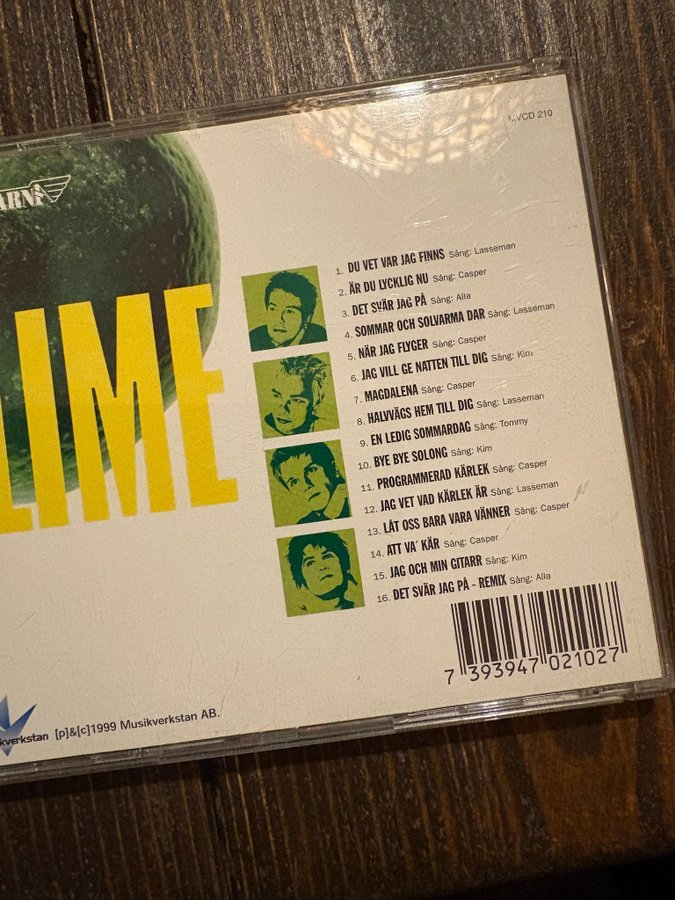 MVCD 210
ARN
LIME
1. DU VET VAR JAG FINNS Sång: Lasseman
2. ÄR DU LYCKLIG NU Sång: Casper
3. DET SVÄR JAG PÅ Sång: Alla
4. SOMMAR OCH SOLVARMA DAR Sång: Lasseman
5. NÄR JAG FLYGER Sång: Casper
6. JAG VILL GE NATTEN TILL DIG Sång: Kim
7. MAGDALENA Sång: Casper
8. HALVVÄGS HEM TILL DIG Sång: Lasseman
9. EN LEDIG SOMMARDAG Sång: Tommy
10. BYE BYE SOLONG Sång: Kim
11. PROGRAMMERAD KÄRLEK Sång: Casper
12. JAG VET VAD KÄRLEK ÄR Sång: Lasseman
13. LÅT OSS BARA VARA VÄNNER Sång: Casper
14. ATT VA´ KÄR Sång: Casper
15. JAG OCH MIN GITARR Sång: Kim
16. DET SVÄR JAG PÅ - REMIX Sång: Alla
7 393947 021027
kverkstan [p]&[c]1999 Musikverkstan AB.